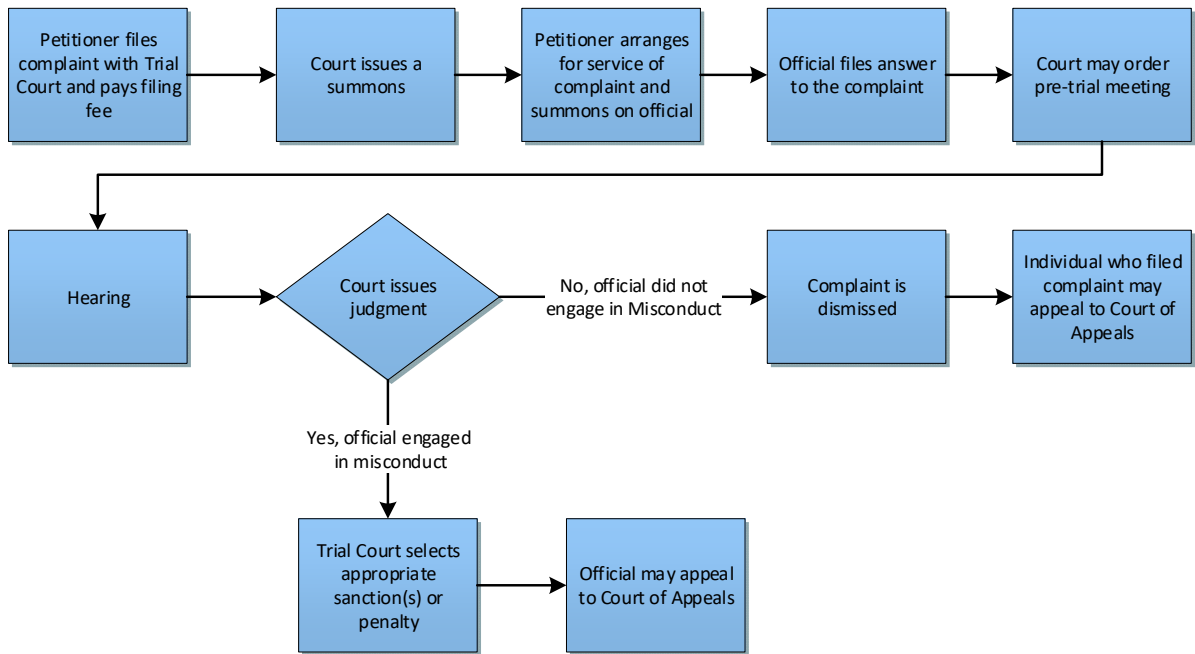 Petitioner files
complaint with Trial
Court and pays filing
fee
Court issues a
summons
Petitioner arranges
for service of
complaint and
summons on official
Official files answer
to the complaint
Court may order
pre-trial meeting
Hearing
Court issues
judgment
No, official did not
engage in Misconduct
Complaint is
dismissed
Individual who filed
complaint may
appeal to Court of
Appeals
Yes, official engaged
in misconduct
Trial Court selects
appropriate
sanction(s) or
penalty
Official may appeal
to Court of Appeals